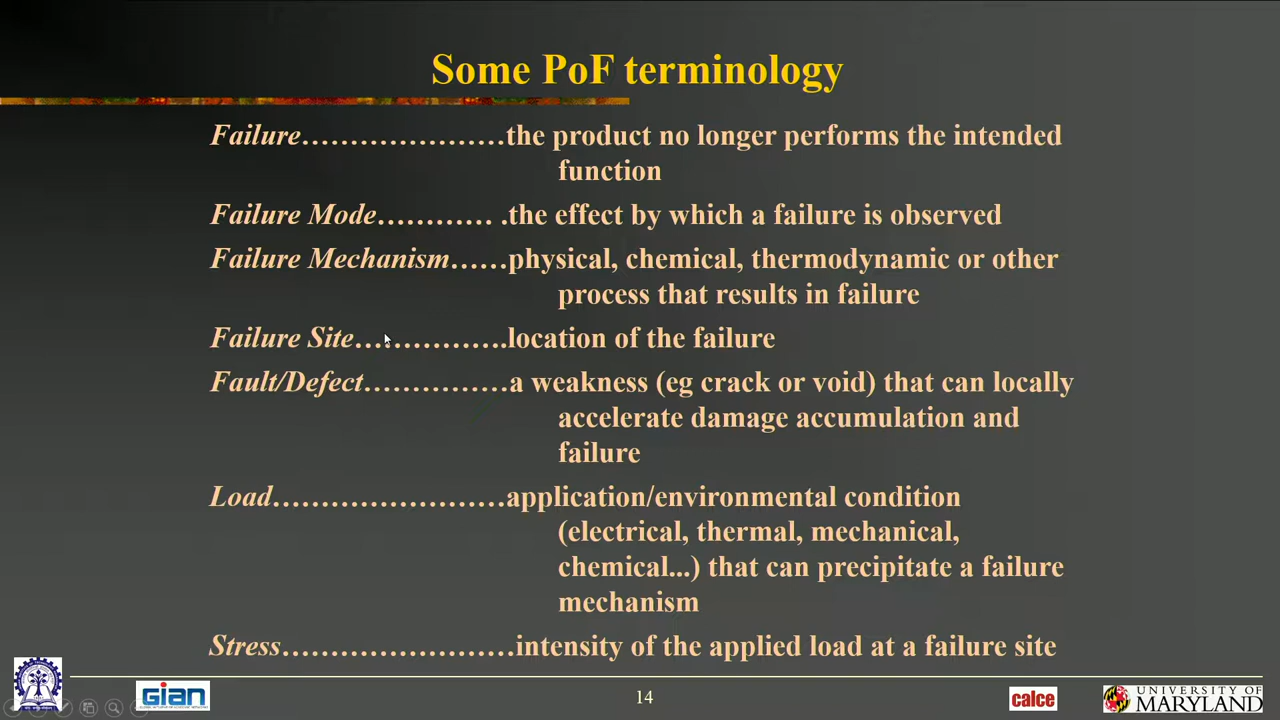 Some PoF terminology
Failure…………………the product no longer performs the intended
function
Failure Mode………… .the effect by which a failure is observed
Failure Mechanism……physical, chemical, thermodynamic or other
process that results in failure
Failure Site…………….location of the failure
Fault/Defect……………a weakness (eg crack or void) that can locally
accelerate damage accumulation and
failure
Load……………………application/environmental condition
(electrical, thermal, mechanical,
chemical...) that can precipitate a failure
mechanism
Stress……………………intensity of the applied load at a failure site
GIAN
14
calce
UNIVERSITY OF
MARYLAND